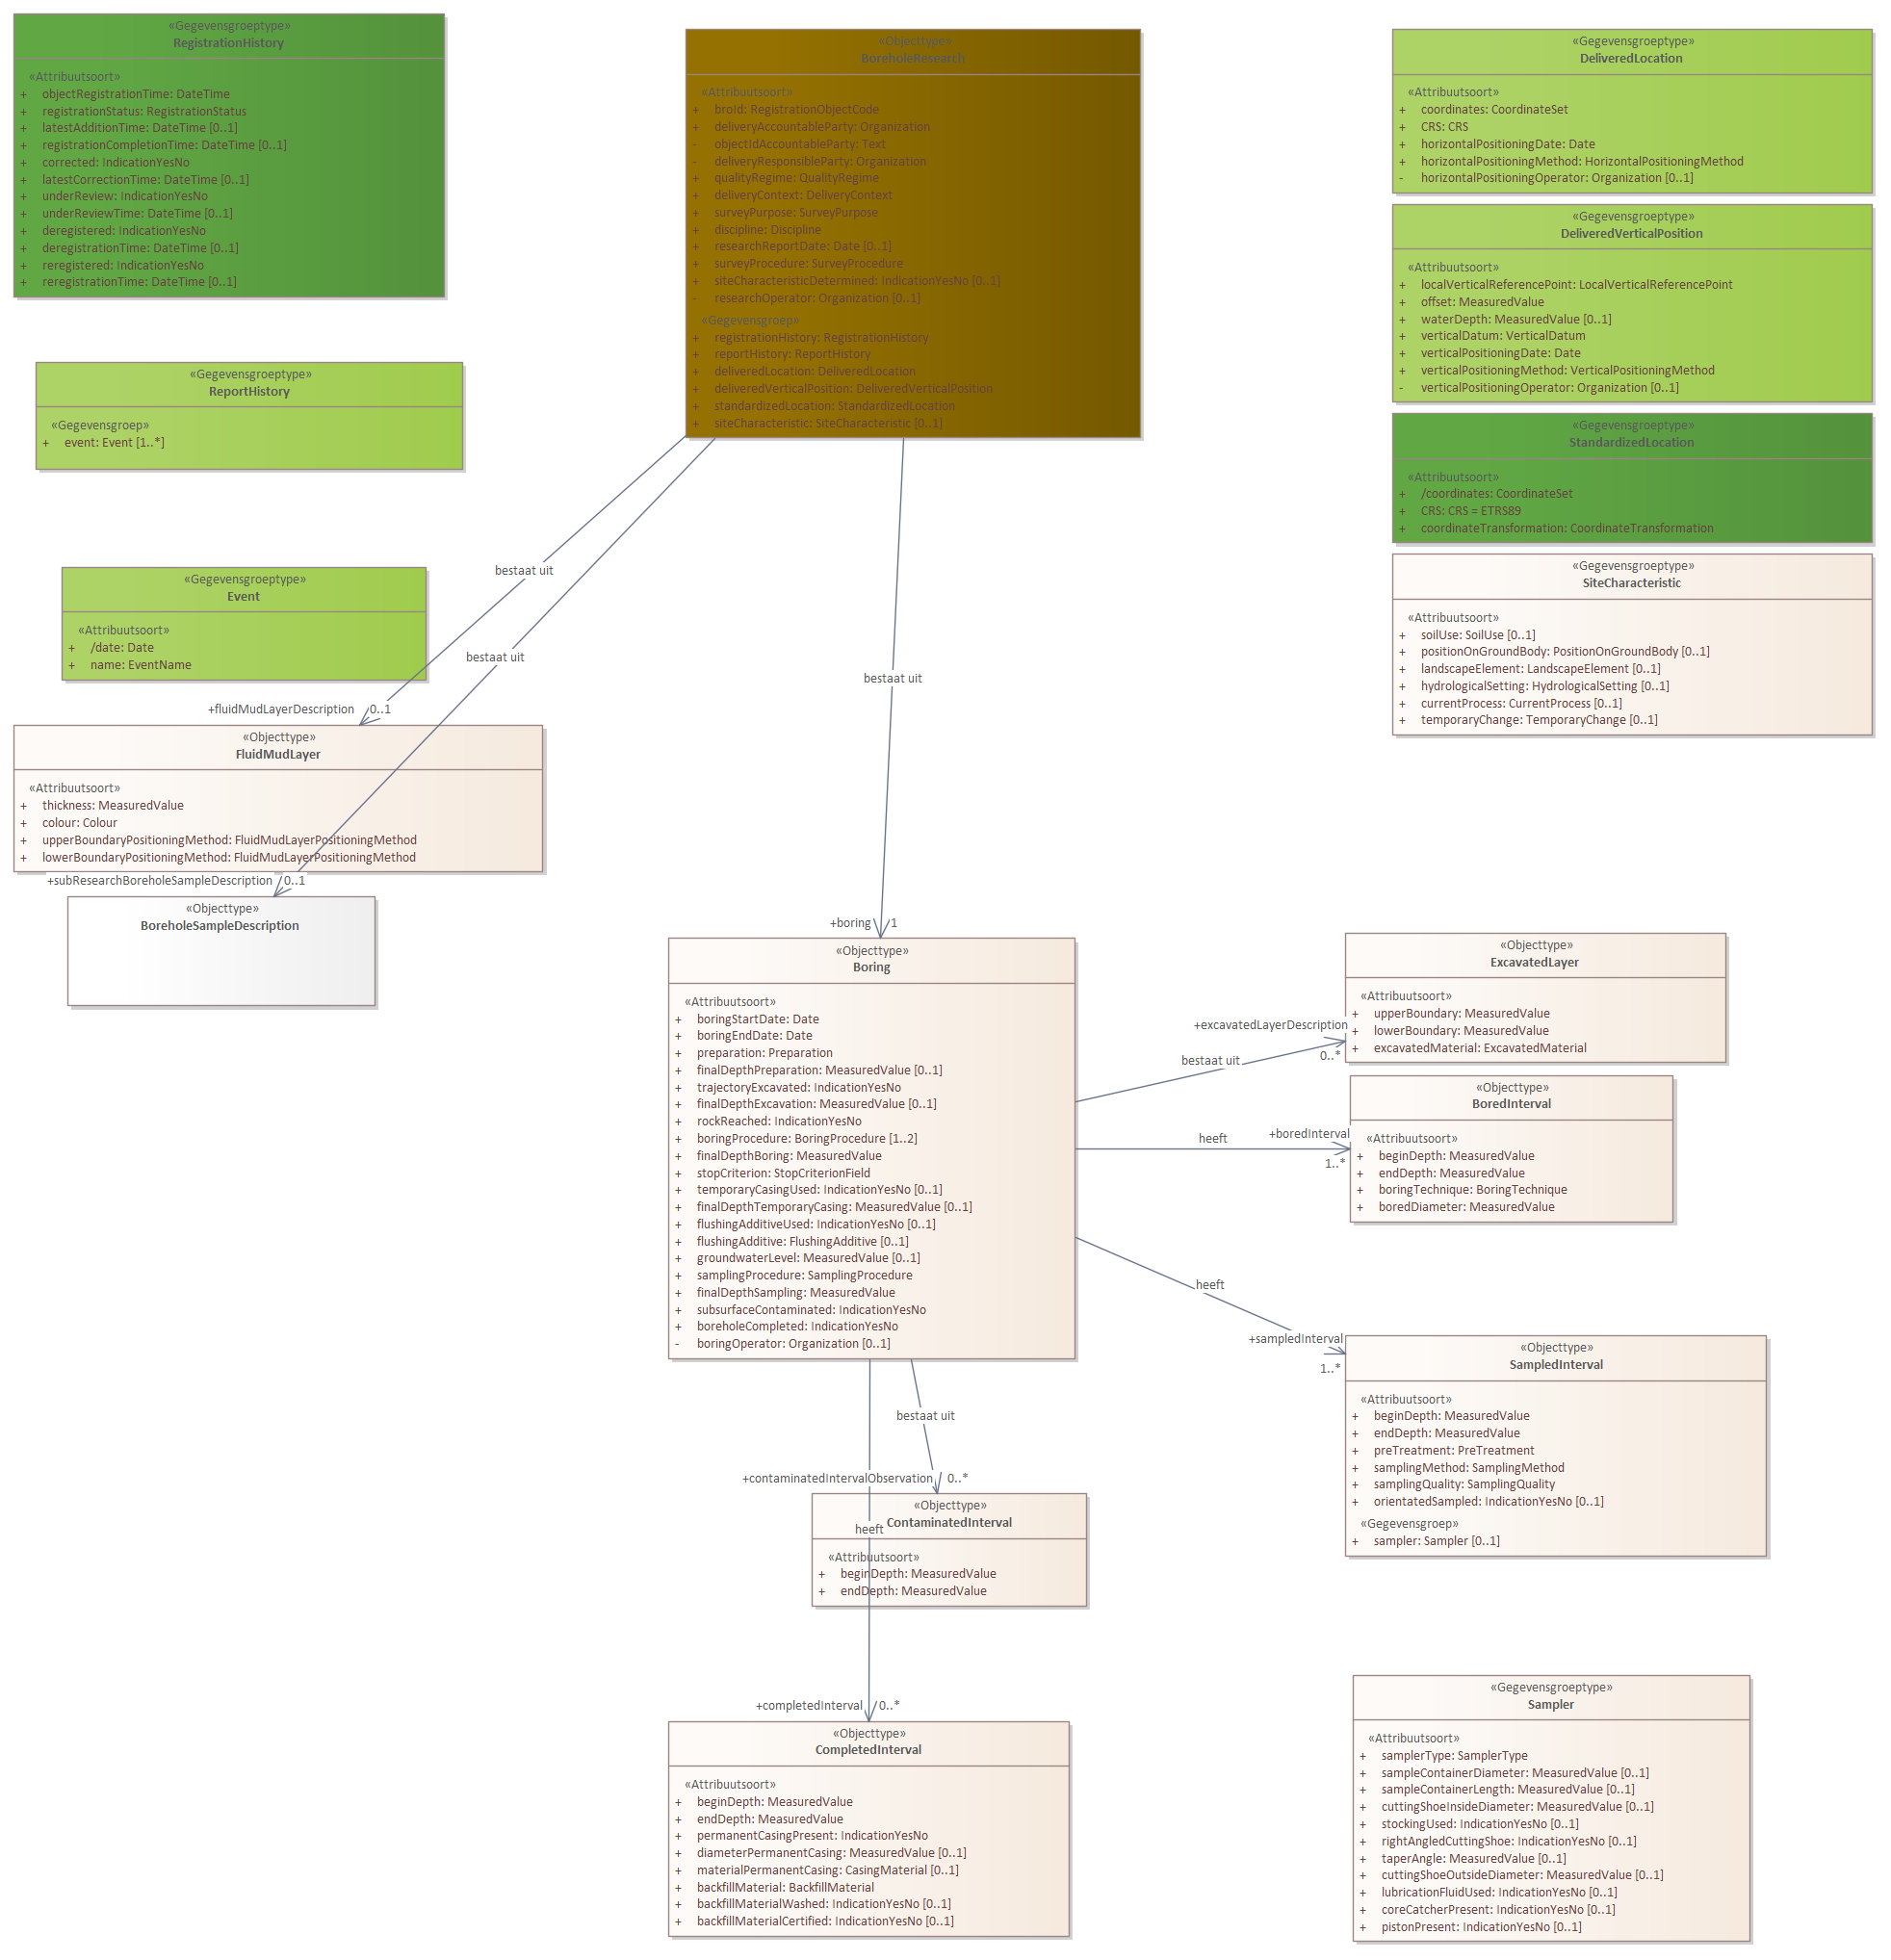 «Gegevensgroeptype»
RegistrationHistory
«Attribuutsoort»
+ objectRegistrationTime: DateTime
+ registrationStatus: RegistrationStatus
+ latestAdditionTime: DateTime [0..1]
+ registrationCompletionTime: DateTime [0..1]
+ corrected: IndicationYesNo
+ latestCorrectionTime: DateTime [0..1]
+ underReview: IndicationYesNo
+ underReviewTime: DateTime [0..1]
+ deregistered: IndicationYesNo
+ deregistrationTime: DateTime [0..1]
+ reregistered: IndicationYesNo
+ reregistrationTime: DateTime [0..1]
«Objecttype»
BoreholeResearch
«Attribuutsoort»
+ broId: RegistrationObjectCode
+ deliveryAccountableParty: Organization
- objectIdAccountableParty: Text
- deliveryResponsibleParty: Organization
+ qualityRegime: QualityRegime
+ deliveryContext: DeliveryContext
+ surveyPurpose: SurveyPurpose
+ discipline: Discipline
+ researchReportDate: Date [0..1]
+ surveyProcedure: SurveyProcedure
+ siteCharacteristicDetermined: IndicationYesNo [0..1]
- researchOperator: Organization [0..1]
«Gegevensgroep»
+ registrationHistory: RegistrationHistory
+ reportHistory: ReportHistory
+ deliveredLocation: DeliveredLocation
+ deliveredVerticalPosition: DeliveredVerticalPosition
+ standardizedLocation: StandardizedLocation
+ siteCharacteristic: SiteCharacteristic [0..1]
«Gegevensgroeptype»
DeliveredLocation
«Attribuutsoort»
+ coordinates: CoordinateSet
+ CRS: CRS
+ horizontalPositioningDate: Date
+ horizontalPositioningMethod: HorizontalPositioningMethod
- horizontalPositioningOperator: Organization [0..1]
«Gegevensgroeptype»
DeliveredVerticalPosition
«Attribuutsoort»
+ localVerticalReferencePoint: LocalVerticalReferencePoint
+ offset: MeasuredValue
+ waterDepth: MeasuredValue [0..1]
+ verticalDatum: VerticalDatum
+ verticalPositioningDate: Date
+ verticalPositioningMethod: VerticalPositioningMethod
- verticalPositioningOperator: Organization [0..1]
«Gegevensgroeptype»
StandardizedLocation
«Attribuutsoort»
+ /coordinates: CoordinateSet
+ CRS: CRS = ETRS89
+ coordinateTransformation: CoordinateTransformation
«Gegevensgroeptype»
SiteCharacteristic
«Attribuutsoort»
+ soilUse: SoilUse [0..1]
+ positionOnGroundBody: PositionOnGroundBody [0..1]
+ landscapeElement: LandscapeElement [0..1]
+ hydrologicalSetting: HydrologicalSetting [0..1]
+ currentProcess: CurrentProcess [0..1]
+ temporaryChange: TemporaryChange [0..1]
«Gegevensgroeptype»
ReportHistory
«Gegevensgroep»
+ event: Event [1..*]
«Gegevensgroeptype»
Event
«Attribuutsoort»
+ /date: Date
+ name: EventName
bestaat uit
bestaat uit
bestaat uit
+fluidMudLayerDescription 0..1
«Objecttype»
FluidMudLayer
«Attribuutsoort»
+ thickness: MeasuredValue
+ colour: Colour
+ upperBoundaryPositioningMethod: FluidMudLayerPositioningMethod
+ lowerBoundaryPositioningMethod: FluidMudLayerPositioningMethod
+subResearchBoreholeSampleDescription 0..1
«Objecttype»
BoreholeSampleDescription
+boring 1
«Objecttype»
Boring
«Attribuutsoort»
+ boringStartDate: Date
+ boringEndDate: Date
+ preparation: Preparation
+ finalDepthPreparation: MeasuredValue [0..1]
+ trajectoryExcavated: IndicationYesNo
+ finalDepthExcavation: MeasuredValue [0..1]
+ rockReached: IndicationYesNo
+ boringProcedure: BoringProcedure [1..2]
+ finalDepthBoring: MeasuredValue
+ stopCriterion: StopCriterionField
+ temporaryCasingUsed: IndicationYesNo [0..1]
+ finalDepthTemporaryCasing: MeasuredValue [0..1]
+ flushingAdditiveUsed: IndicationYesNo [0..1]
+ flushingAdditive: FlushingAdditive [0..1]
+ groundwaterLevel: MeasuredValue [0..1]
+ samplingProcedure: SamplingProcedure
+ finalDepthSampling: MeasuredValue
+ subsurfaceContaminated: IndicationYesNo
+ boreholeCompleted: IndicationYesNo
- boringOperator: Organization [0..1]
+excavatedLayerDescription
bestaat uit
0..*
«Objecttype»
ExcavatedLayer
«Attribuutsoort»
+ upperBoundary: MeasuredValue
+ lowerBoundary: MeasuredValue
+ excavatedMaterial: ExcavatedMaterial
heeft
+boredInterval
1..*
«Objecttype»
BoredInterval
«Attribuutsoort»
+ beginDepth: MeasuredValue
+ endDepth: MeasuredValue
+ boringTechnique: BoringTechnique
+ boredDiameter: MeasuredValue
heeft
+sampledInterval
1..*
«Objecttype»
SampledInterval
«Attribuutsoort»
+ beginDepth: MeasuredValue
+ endDepth: MeasuredValue
+ preTreatment: PreTreatment
+ samplingMethod: SamplingMethod
+ samplingQuality: SamplingQuality
+ orientatedSampled: IndicationYesNo [0..1]
«Gegevensgroep»
+ sampler: Sampler [0..1]
bestaat uit
+contaminatedIntervalObservation 0..*
«Objecttype»
ContaminatedInterval
«Attribuutsoort»
+ beginDepth: MeasuredValue
+ endDepth: MeasuredValue
heeft
+completedInterval 0..*
«Objecttype»
CompletedInterval
«Attribuutsoort»
+ beginDepth: MeasuredValue
+ endDepth: MeasuredValue
+ permanentCasingPresent: IndicationYesNo
+ diameterPermanentCasing: MeasuredValue [0..1]
+ materialPermanentCasing: CasingMaterial [0..1]
+ backfillMaterial: BackfillMaterial
+ backfillMaterialWashed: IndicationYesNo [0..1]
+ backfillMaterialCertified: IndicationYesNo [0..1]
«Gegevensgroeptype»
Sampler
«Attribuutsoort»
+ samplerType: SamplerType
+ sampleContainerDiameter: MeasuredValue [0..1]
+ sampleContainerLength: MeasuredValue [0..1]
+ cuttingShoeInsideDiameter: MeasuredValue [0..1]
+ stockingUsed: IndicationYesNo [0..1]
+ rightAngledCuttingShoe: IndicationYesNo [0..1]
+ taperAngle: MeasuredValue [0..1]
+ cuttingShoeOutsideDiameter: MeasuredValue [0..1]
+ lubricationFluidUsed: IndicationYesNo [0..1]
+ coreCatcherPresent: IndicationYesNo [0..1]
+ pistonPresent: IndicationYesNo [0..1]